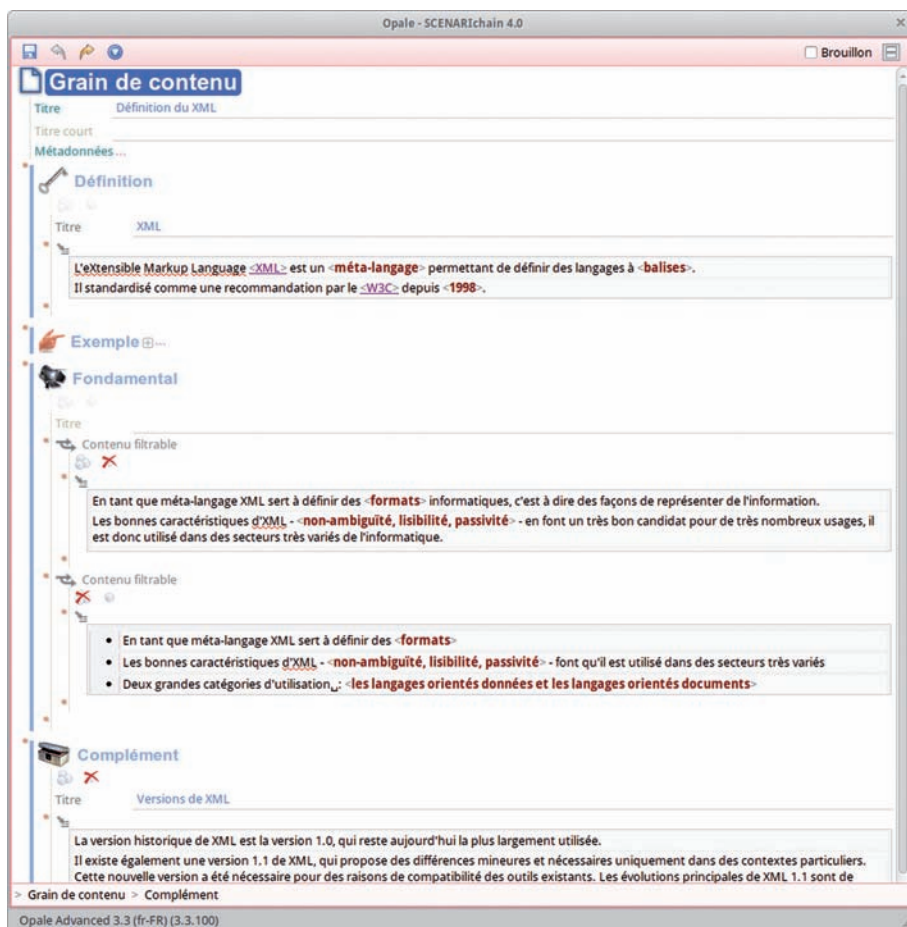 Opale - SCENARIchain 4.0
Brouillon
Grain de contenu
Titre Définition du XML
Titre court
Métadonnées ...
Définition
Titre XML
L'eXtensible Markup Language <XML> est un <méta-langage> permettant de définir des langages à <balises>.
Il standardisé comme une recommandation par le <W3C> depuis <1998>.
Exemple
Fondamental
Titre
Contenu filtrable
En tant que méta-langage XML sert à définir des <formats> informatiques, c'est à dire des façons de représenter de l'information.
Les bonnes caractéristiques d'XML - <non-ambiguïté, lisibilité, passivité> - en font un très bon candidat pour de très nombreux usages, il
est donc utilisé dans des secteurs très variés de l'informatique.
Contenu filtrable
• En tant que méta-langage XML sert à définir des <formats>
• Les bonnes caractéristiques d'XML - <non-ambiguïté, lisibilité, passivité> - font qu'il est utilisé dans des secteurs très variés
• Deux grandes catégories d'utilisation : <les langages orientés données et les langages orientés documents>
Complément
Titre Versions de XML
La version historique de XML est la version 1.0, qui reste aujourd'hui la plus largement utilisée.
Il existe également une version 1.1 de XML, qui propose des différences mineures et nécessaires uniquement dans des contextes particuliers.
Cette nouvelle version a été nécessaire pour des raisons de compatibilité des outils existants. Les évolutions principales de XML 1.1 sont de
> Grain de contenu > Complément
Opale Advanced 3.3 (fr-FR) (3.3.100)